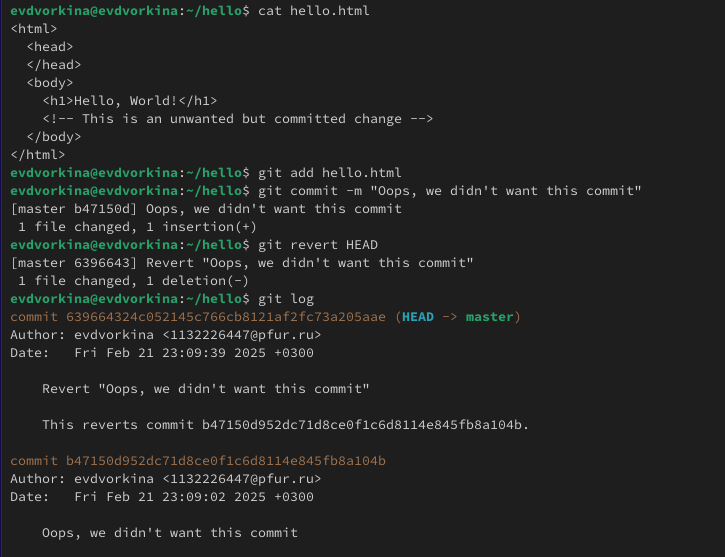 evdvorkina@evdvorkina:~/hello$ cat hello.html
<html>
  <head>
  </head>
  <body>
    <h1>Hello, World!</h1>
    <!-- This is an unwanted but committed change -->
  </body>
</html>
evdvorkina@evdvorkina:~/hello$ git add hello.html
evdvorkina@evdvorkina:~/hello$ git commit -m "Oops, we didn't want this commit"
[master b47150d] Oops, we didn't want this commit
 1 file changed, 1 insertion(+)
evdvorkina@evdvorkina:~/hello$ git revert HEAD
[master 6396643] Revert "Oops, we didn't want this commit"
 1 file changed, 1 deletion(-)
evdvorkina@evdvorkina:~/hello$ git log
commit 639664324c052145c766cb8121af2fc73a205aae (HEAD -> master)
Author: evdvorkina <1132226447@pfur.ru>
Date:   Fri Feb 21 23:09:39 2025 +0300

    Revert "Oops, we didn't want this commit"

    This reverts commit b47150d952dc71d8ce0f1c6d8114e845fb8a104b.

commit b47150d952dc71d8ce0f1c6d8114e845fb8a104b
Author: evdvorkina <1132226447@pfur.ru>
Date:   Fri Feb 21 23:09:02 2025 +0300

    Oops, we didn't want this commit